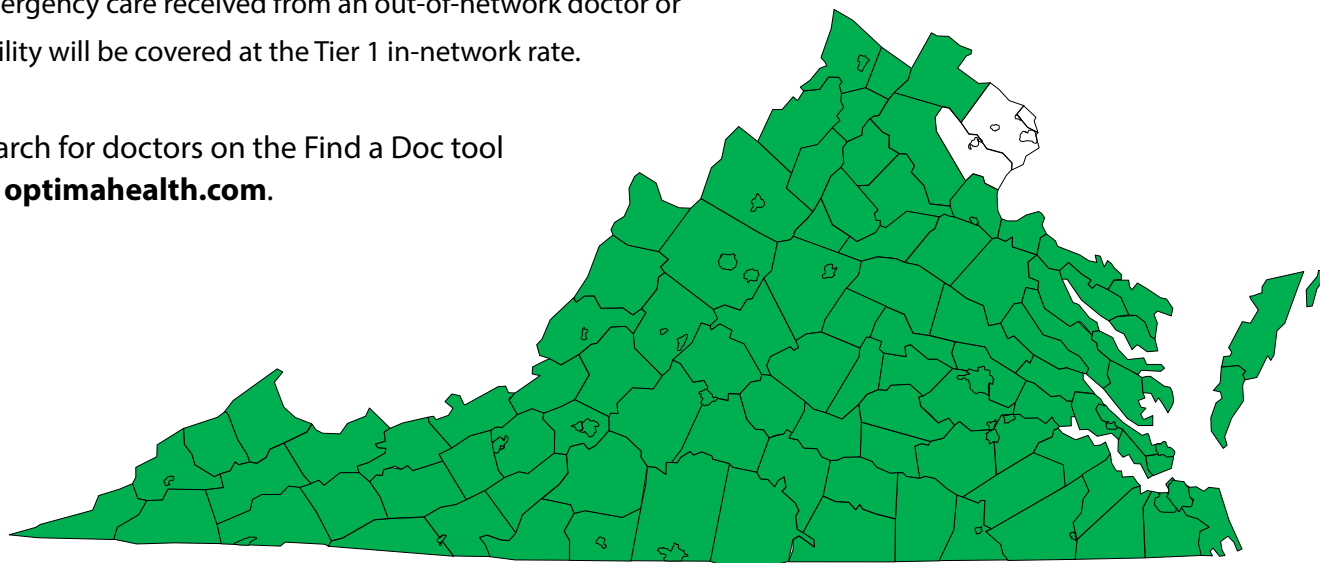 ergency care received from an out-of-network doctor or
ility will be covered at the Tier 1 in-network rate.
arch for doctors on the Find a Doc tool
optimahealth.com.